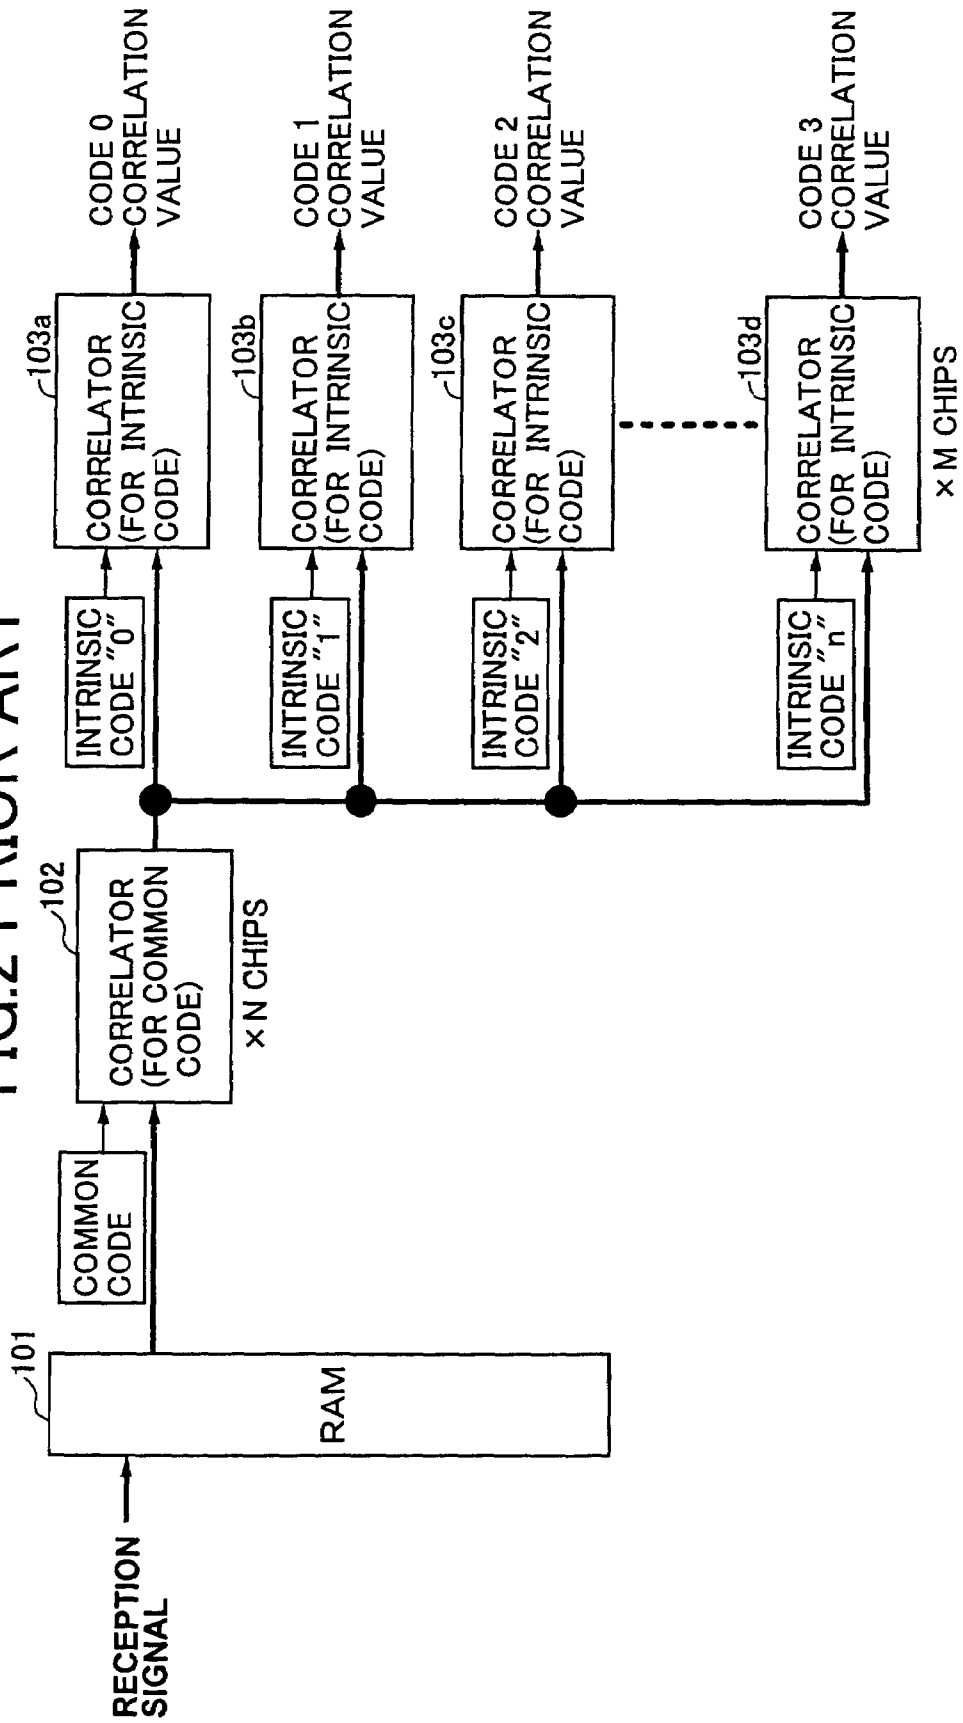 FIG.2 PRIOR ART
RECEPTION
SIGNAL
101
RAM
COMMON
CODE
102
CORRELATOR
(FOR COMMON
CODE)
×N CHIPS
INTRINSIC
CODE "0"
103a
CORRELATOR
(FOR INTRINSIC
CODE)
CODE 0
CORRELATION
VALUE
INTRINSIC
CODE "1"
103b
CORRELATOR
(FOR INTRINSIC
CODE)
CODE 1
CORRELATION
VALUE
INTRINSIC
CODE "2"
103c
CORRELATOR
(FOR INTRINSIC
CODE)
CODE 2
CORRELATION
VALUE
INTRINSIC
CODE "n"
103d
CORRELATOR
(FOR INTRINSIC
CODE)
×M CHIPS
CODE 3
CORRELATION
VALUE